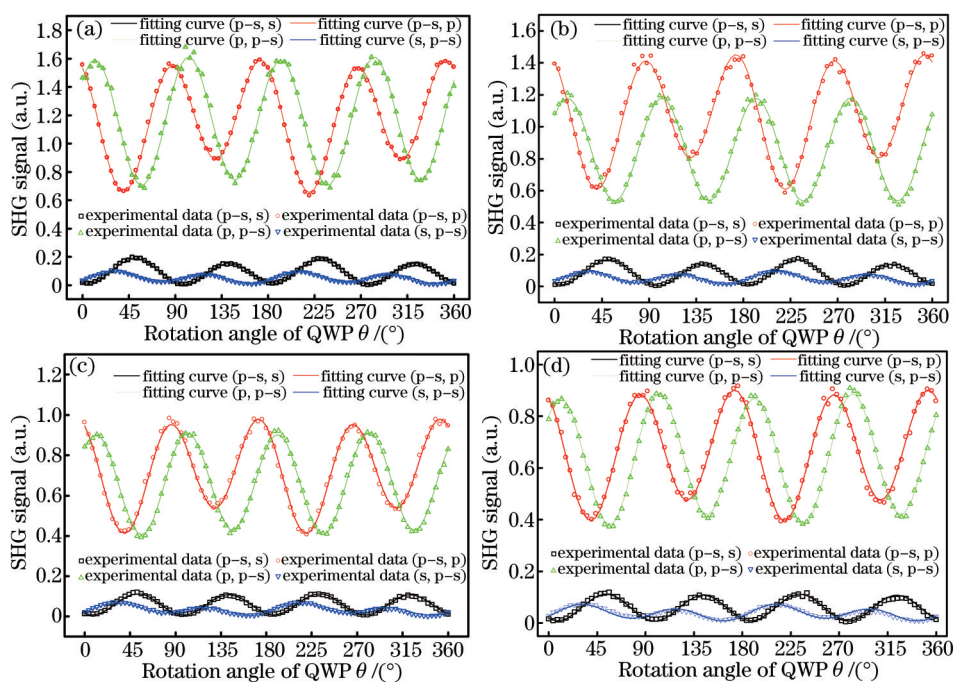 (a)
fitting curve (p−s, s) fitting curve (p−s, p)
fitting curve (p, p−s) fitting curve (s, p−s)
1.8
1.6
1.4
1.2
1.0
0.8
0.6
0.4
0.2
0
SHG signal (a.u.)
experimental data (p−s, s) experimental data (p−s, p)
experimental data (p, p−s) experimental data (s, p−s)
0 45 90 135 180 225 280 315 360
Rotation angle of QWP θ /(°)
(b)
fitting curve (p−s, s) fitting curve (p−s, p)
fitting curve (p, p−s) fitting curve (s, p−s)
1.6
1.4
1.2
1.0
0.8
0.6
0.4
0.2
0
SHG signal (a.u.)
experimental data (p−s, s) experimental data (p−s, p)
experimental data (p, p−s) experimental data (s, p−s)
0 45 90 135 180 225 280 315 360
Rotation angle of QWP θ /(°)
(c)
fitting curve (p−s, s) fitting curve (p−s, p)
fitting curve (p, p−s) fitting curve (s, p−s)
1.2
1.0
0.8
0.6
0.4
0.2
0
SHG signal (a.u.)
experimental data (p−s, s) experimental data (p−s, p)
experimental data (p, p−s) experimental data (s, p−s)
0 45 90 135 180 225 280 315 360
Rotation angle of QWP θ /(°)
(d)
fitting curve (p−s, s) fitting curve (p−s, p)
fitting curve (p, p−s) fitting curve (s, p−s)
1.0
0.8
0.6
0.4
0.2
0
SHG signal (a.u.)
experimental data (p−s, s) experimental data (p−s, p)
experimental data (p, p−s) experimental data (s, p−s)
0 45 90 135 180 225 280 315 360
Rotation angle of QWP θ /(°)